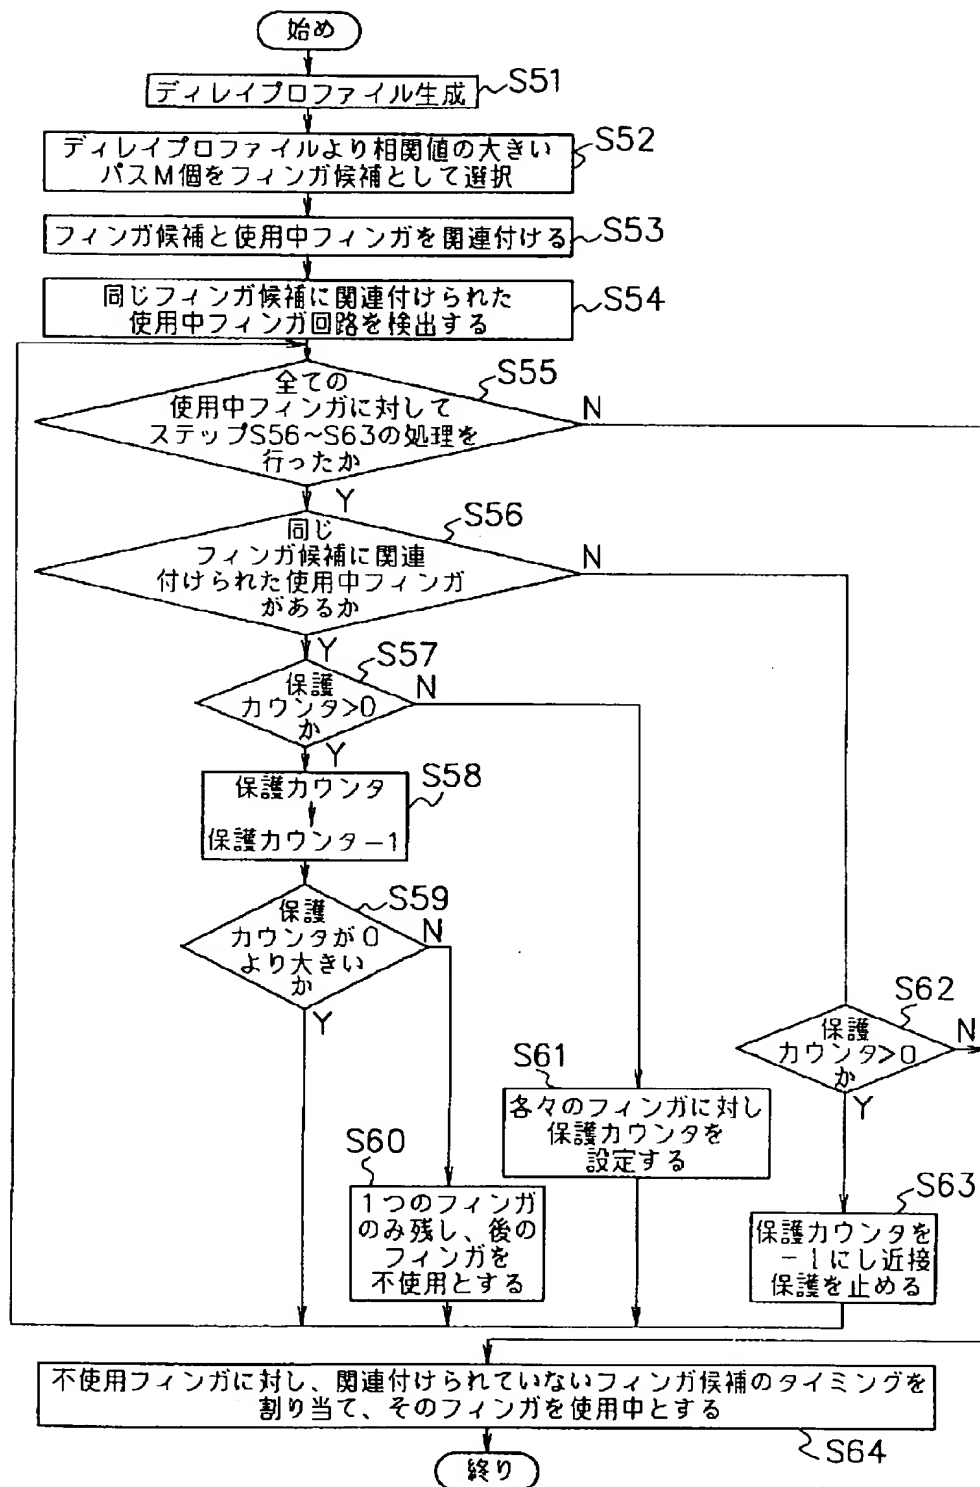 始め
ディレイプロファイル生成
S51
ディレイプロファイルより相関値の大きい
パスM個をフィンガ候補として選択
S52
フィンガ候補と使用中フィンガを関連付ける
S53
同じフィンガ候補に関連付けられた
使用中フィンガ回路を検出する
S54
S55
全ての
使用中フィンガに対して
ステップS56~S63の処理を
行ったか
N
Y
S56
同じ
フィンガ候補に関連
付けられた使用中フィンガ
があるか
N
Y
S57
保護
カウンタ>0
か
N
Y
S58
保護カウンタ
保護カウンタ-1
S59
保護
カウンタが0
より大きい
か
N
Y
S60
1つのフィンガ
のみ残し、後の
フィンガを
不使用とする
S61
各々のフィンガに対し
保護カウンタを
設定する
S62
保護
カウンタ>0
か
N
Y
S63
保護カウンタを
-1にし近接
保護を止める
不使用フィンガに対し、関連付けられていないフィンガ候補のタイミングを
割り当て、そのフィンガを使用中とする
S64
終り